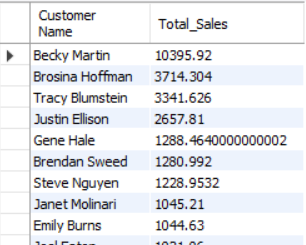 Customer
Name Total_Sales
Becky Martin 10395.92
Brosina Hoffman 3714.304
Tracy Blumstein 3341.626
Justin Ellison 2657.81
Gene Hale 1288.4640000000002
Brendan Sweed 1280.992
Steve Nguyen 1228.9532
Janet Molinari 1045.21
Emily Burns 1044.63